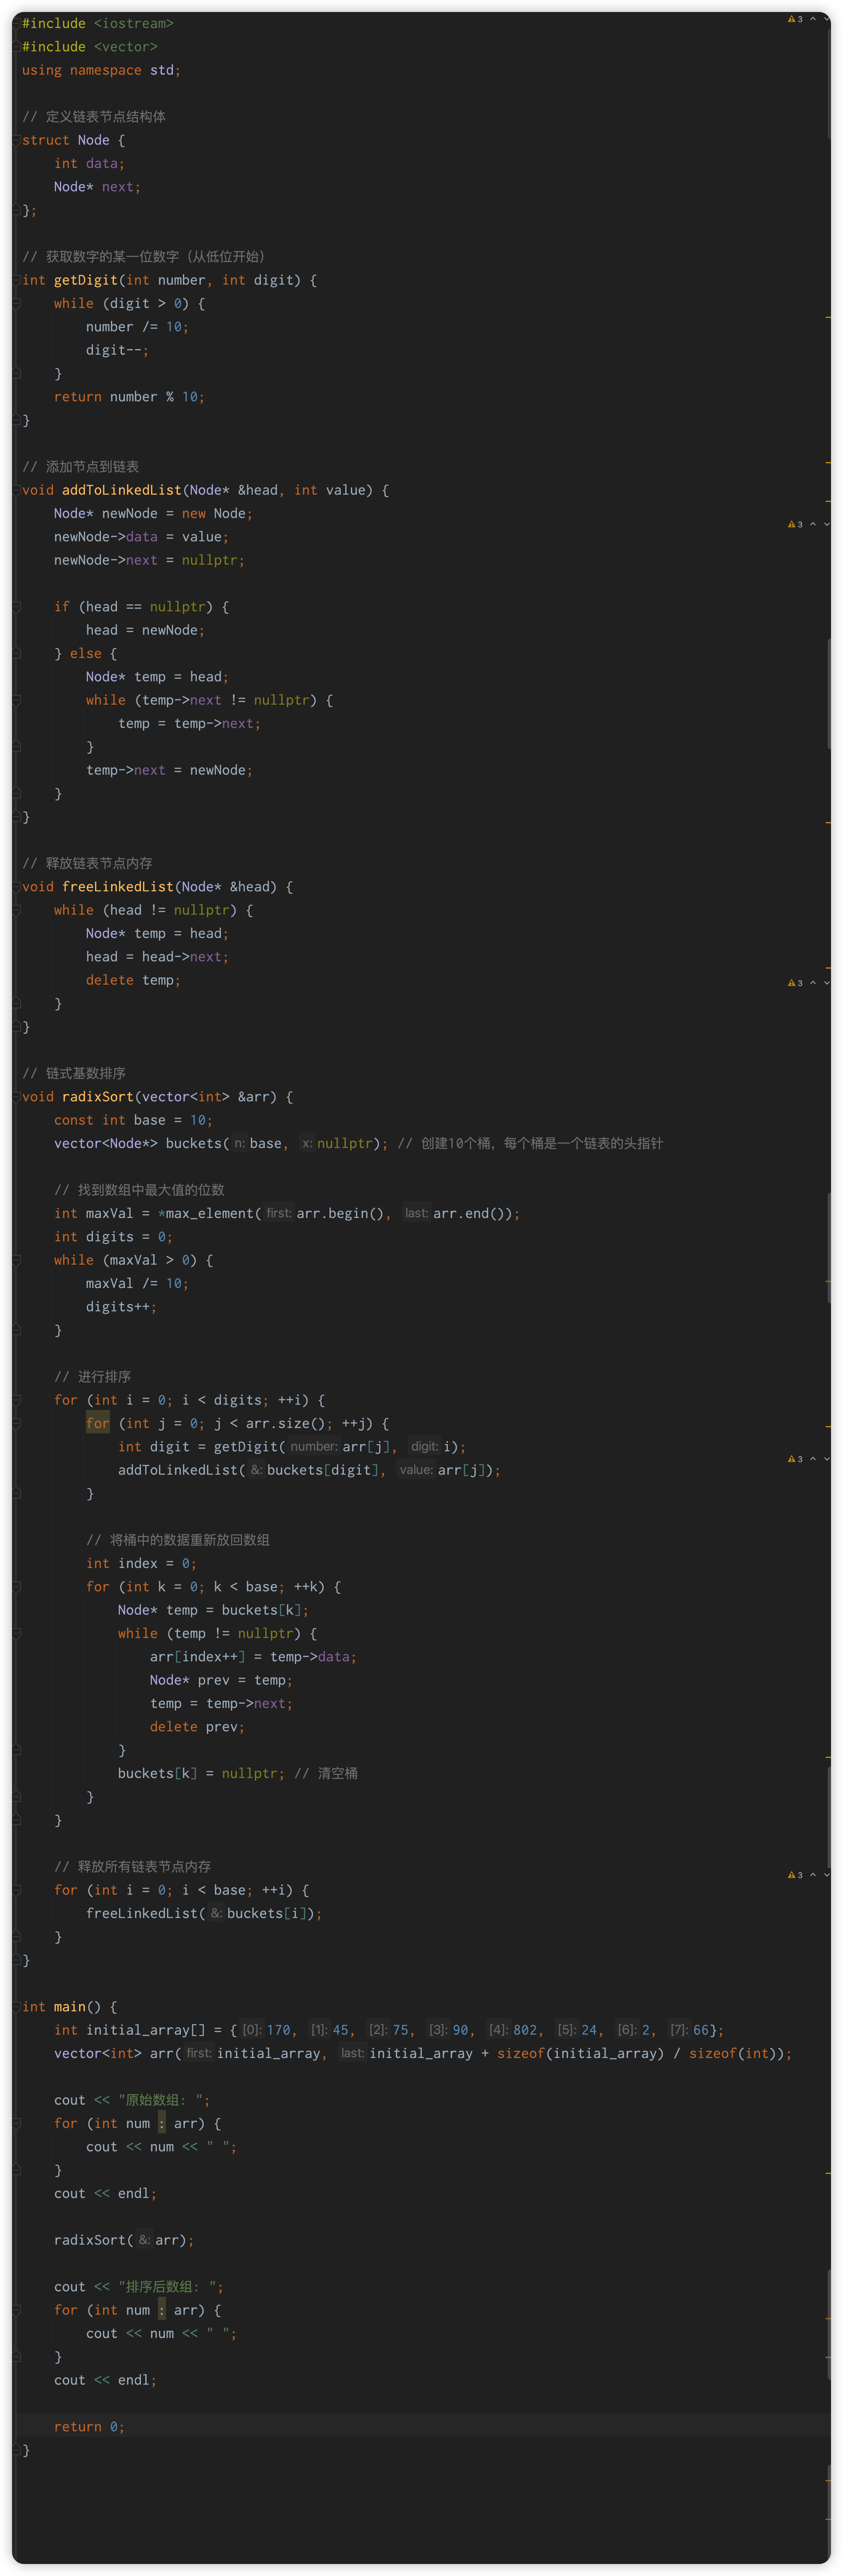 #include <iostream>
#include <vector>
using namespace std;
// 定义链表节点结构体
struct Node {
int data;
Node* next;
};
// 获取数字的某一位数字（从低位开始）
int getDigit(int number, int digit) {
while (digit > 0) {
number /= 10;
digit--;
}
return number % 10;
}
// 添加节点到链表
void addToLinkedList(Node* &head, int value) {
Node* newNode = new Node;
newNode->data = value;
newNode->next = nullptr;
if (head == nullptr) {
head = newNode;
} else {
Node* temp = head;
while (temp->next != nullptr) {
temp = temp->next;
}
temp->next = newNode;
}
}
// 释放链表节点内存
void freeLinkedList(Node* &head) {
while (head != nullptr) {
Node* temp = head;
head = head->next;
delete temp;
}
}
// 链式基数排序
void radixSort(vector<int> &arr) {
const int base = 10;
vector<Node*> buckets( n: base, x: nullptr); // 创建10个桶，每个桶是一个链表的头指针
// 找到数组中最大值的位数
int maxVal = *max_element( first: arr.begin(), last: arr.end());
int digits = 0;
while (maxVal > 0) {
maxVal /= 10;
digits++;
}
// 进行排序
for (int i = 0; i < digits; ++i) {
for (int j = 0; j < arr.size(); ++j) {
int digit = getDigit( number: arr[j], digit: i);
addToLinkedList( &: buckets[digit], value: arr[j]);
}
// 将桶中的数据重新放回数组
int index = 0;
for (int k = 0; k < base; ++k) {
Node* temp = buckets[k];
while (temp != nullptr) {
arr[index++] = temp->data;
Node* prev = temp;
temp = temp->next;
delete prev;
}
buckets[k] = nullptr; // 清空桶
}
}
// 释放所有链表节点内存
for (int i = 0; i < base; ++i) {
freeLinkedList( &: buckets[i]);
}
}
int main() {
int initial_array[] = { [0]: 170, [1]: 45, [2]: 75, [3]: 90, [4]: 802, [5]: 24, [6]: 2, [7]: 66};
vector<int> arr( first: initial_array, last: initial_array + sizeof(initial_array) / sizeof(int));
cout << "原始数组: ";
for (int num : arr) {
cout << num << " ";
}
cout << endl;
radixSort( &: arr);
cout << "排序后数组: ";
for (int num : arr) {
cout << num << " ";
}
cout << endl;
return 0;
}
3
3
3
3
3